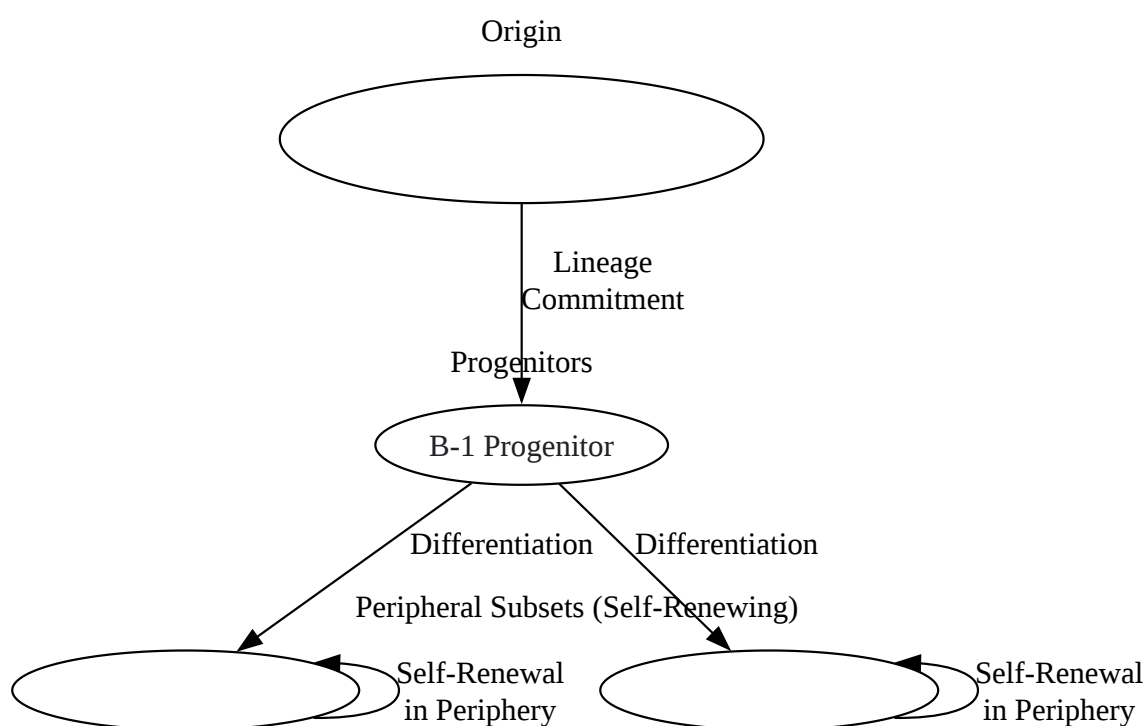 Origin
Lineage
Commitment
Progenitors
B-1 Progenitor
Differentiation
Differentiation
Peripheral Subsets (Self-Renewing)
Self-Renewal
in Periphery
Self-Renewal
in Periphery